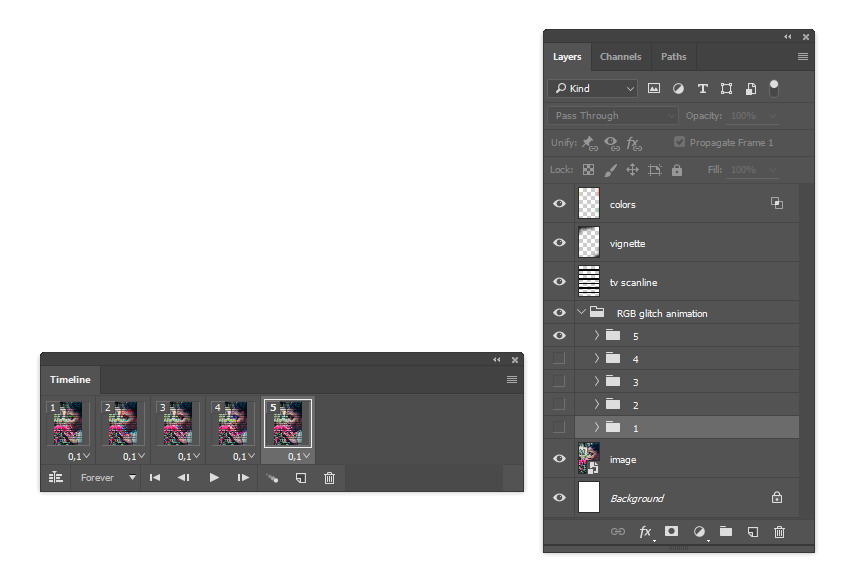 Layers Channels Paths
Kind
Pass Through Opacity: 100%
Unify: Propagate Frame 1
Lock: Fill: 100%
colors
vignette
tv scanline
RGB glitch animation
5
4
3
2
1
image
Background
Timeline
1 2 3 4 5
0,1 0,1 0,1 0,1 0,1
Forever